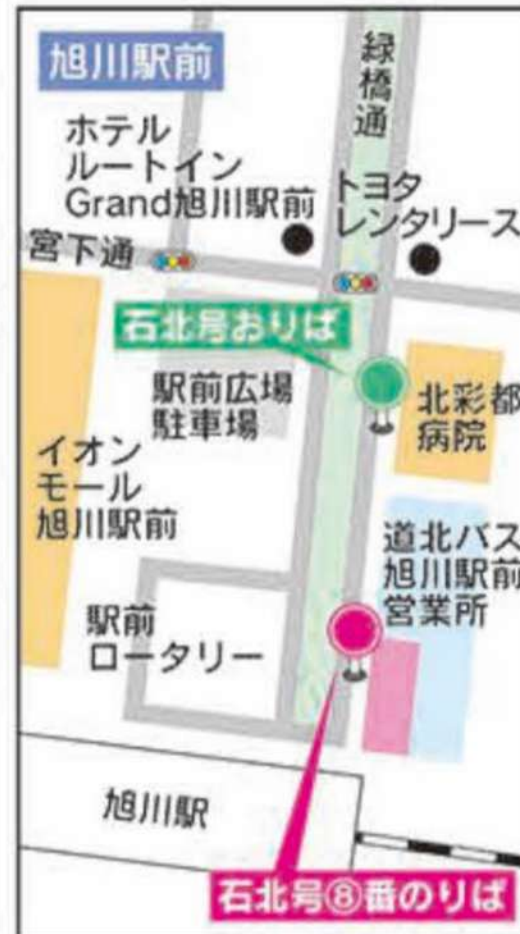 旭川駅前
緑橋通
ホテル
ルートイン
Grand旭川駅前
トヨタ
レンタリース
宮下通
石北号おりば
駅前広場
駐車場
北彩都
病院
イオン
モール
旭川駅前
道北バス
旭川駅前
営業所
駅前
ロータリー
旭川駅
石北号⑧番のりば